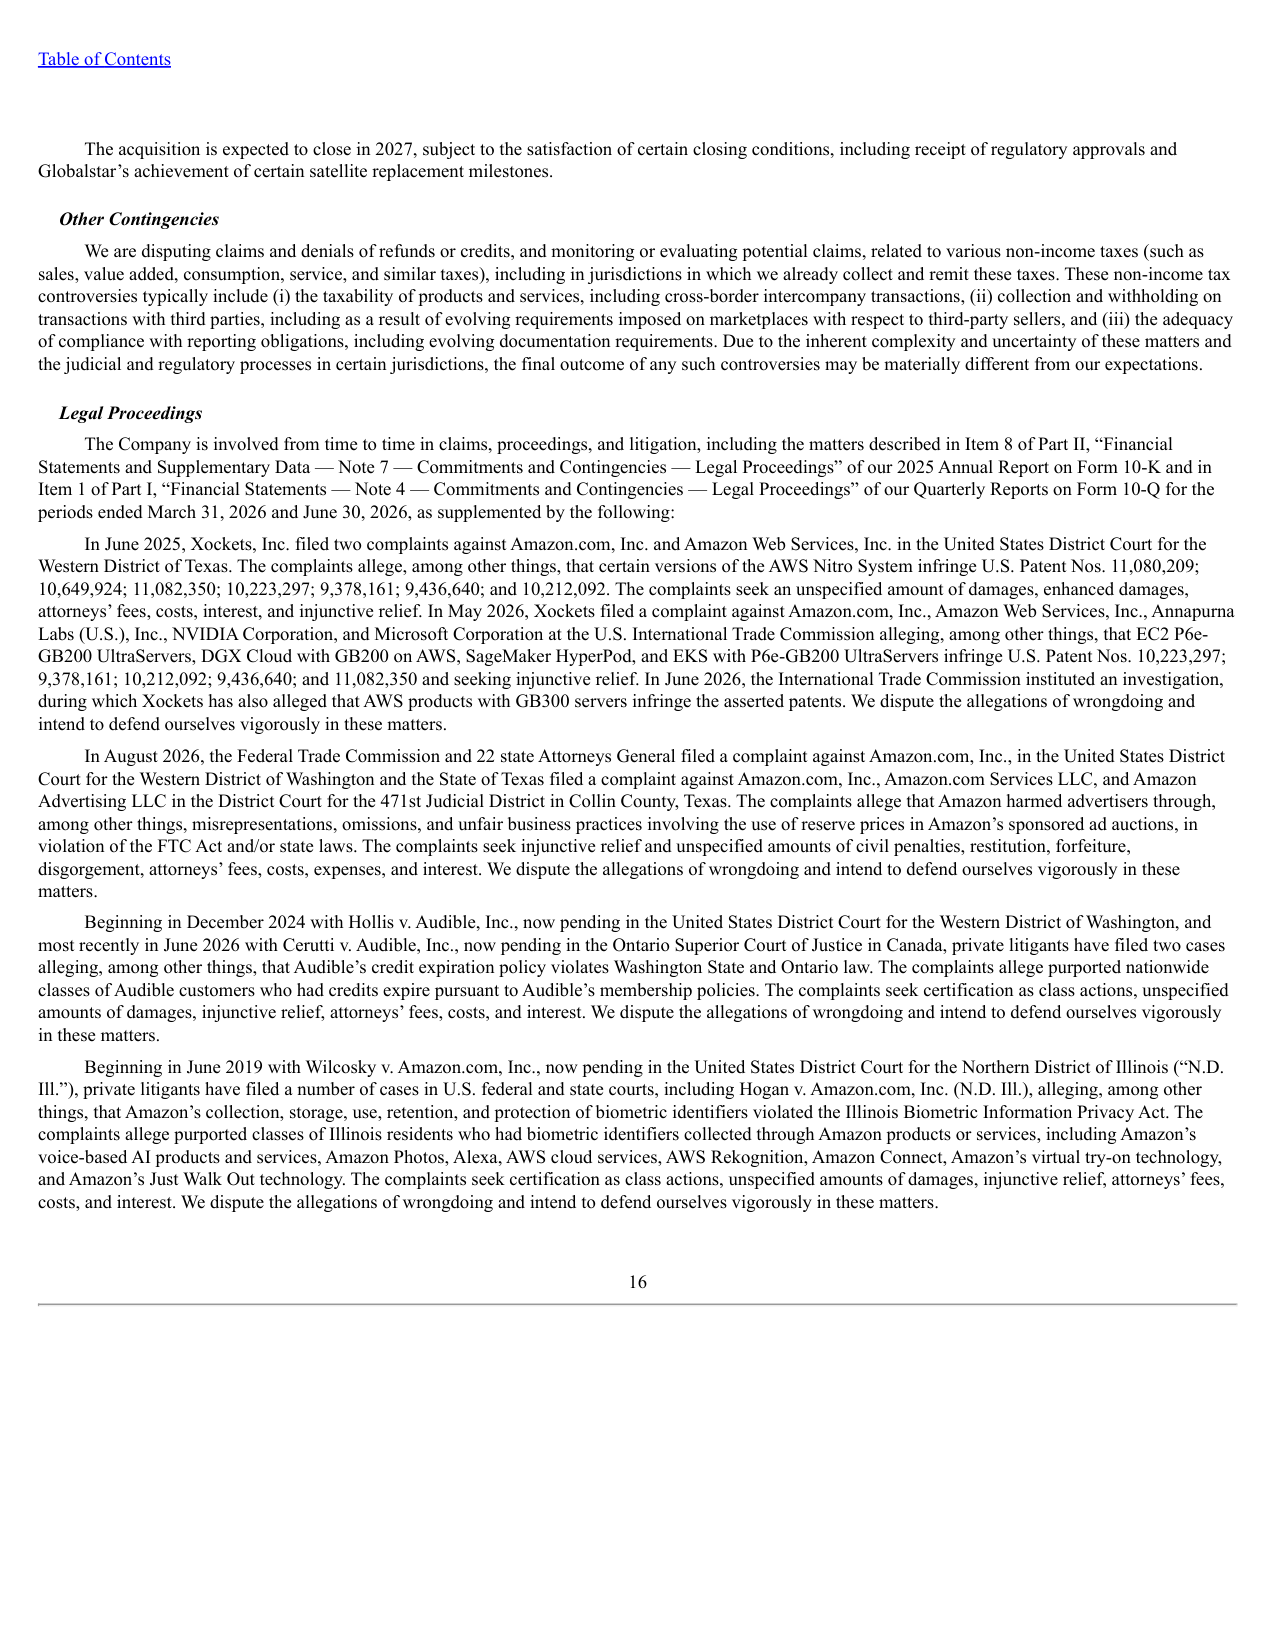 Table of Contents
The acquisition is expected to close in 2027, subject to the satisfaction of certain closing conditions, including receipt of regulatory approvals and
Globalstar’s achievement of certain satellite replacement milestones.
Other Contingencies
We are disputing claims and denials of refunds or credits, and monitoring or evaluating potential claims, related to various non-income taxes (such as
sales, value added, consumption, service, and similar taxes), including in jurisdictions in which we already collect and remit these taxes. These non-income tax
controversies typically include (i) the taxability of products and services, including cross-border intercompany transactions, (ii) collection and withholding on
transactions with third parties, including as a result of evolving requirements imposed on marketplaces with respect to third-party sellers, and (iii) the adequacy
of compliance with reporting obligations, including evolving documentation requirements. Due to the inherent complexity and uncertainty of these matters and
the judicial and regulatory processes in certain jurisdictions, the final outcome of any such controversies may be materially different from our expectations.
Legal Proceedings
The Company is involved from time to time in claims, proceedings, and litigation, including the matters described in Item 8 of Part II, “Financial
Statements and Supplementary Data — Note 7 — Commitments and Contingencies — Legal Proceedings” of our 2025 Annual Report on Form 10-K and in
Item 1 of Part I, “Financial Statements — Note 4 — Commitments and Contingencies — Legal Proceedings” of our Quarterly Reports on Form 10-Q for the
periods ended March 31, 2026 and June 30, 2026, as supplemented by the following:
In June 2025, Xockets, Inc. filed two complaints against Amazon.com, Inc. and Amazon Web Services, Inc. in the United States District Court for the
Western District of Texas. The complaints allege, among other things, that certain versions of the AWS Nitro System infringe U.S. Patent Nos. 11,080,209;
10,649,924; 11,082,350; 10,223,297; 9,378,161; 9,436,640; and 10,212,092. The complaints seek an unspecified amount of damages, enhanced damages,
attorneys’ fees, costs, interest, and injunctive relief. In May 2026, Xockets filed a complaint against Amazon.com, Inc., Amazon Web Services, Inc., Annapurna
Labs (U.S.), Inc., NVIDIA Corporation, and Microsoft Corporation at the U.S. International Trade Commission alleging, among other things, that EC2 P6e-
GB200 UltraServers, DGX Cloud with GB200 on AWS, SageMaker HyperPod, and EKS with P6e-GB200 UltraServers infringe U.S. Patent Nos. 10,223,297;
9,378,161; 10,212,092; 9,436,640; and 11,082,350 and seeking injunctive relief. In June 2026, the International Trade Commission instituted an investigation,
during which Xockets has also alleged that AWS products with GB300 servers infringe the asserted patents. We dispute the allegations of wrongdoing and
intend to defend ourselves vigorously in these matters.
In August 2026, the Federal Trade Commission and 22 state Attorneys General filed a complaint against Amazon.com, Inc., in the United States District
Court for the Western District of Washington and the State of Texas filed a complaint against Amazon.com, Inc., Amazon.com Services LLC, and Amazon
Advertising LLC in the District Court for the 471st Judicial District in Collin County, Texas. The complaints allege that Amazon harmed advertisers through,
among other things, misrepresentations, omissions, and unfair business practices involving the use of reserve prices in Amazon’s sponsored ad auctions, in
violation of the FTC Act and/or state laws. The complaints seek injunctive relief and unspecified amounts of civil penalties, restitution, forfeiture,
disgorgement, attorneys’ fees, costs, expenses, and interest. We dispute the allegations of wrongdoing and intend to defend ourselves vigorously in these
matters.
Beginning in December 2024 with Hollis v. Audible, Inc., now pending in the United States District Court for the Western District of Washington, and
most recently in June 2026 with Cerutti v. Audible, Inc., now pending in the Ontario Superior Court of Justice in Canada, private litigants have filed two cases
alleging, among other things, that Audible’s credit expiration policy violates Washington State and Ontario law. The complaints allege purported nationwide
classes of Audible customers who had credits expire pursuant to Audible’s membership policies. The complaints seek certification as class actions, unspecified
amounts of damages, injunctive relief, attorneys’ fees, costs, and interest. We dispute the allegations of wrongdoing and intend to defend ourselves vigorously
in these matters.
Beginning in June 2019 with Wilcosky v. Amazon.com, Inc., now pending in the United States District Court for the Northern District of Illinois (“N.D.
Ill.”), private litigants have filed a number of cases in U.S. federal and state courts, including Hogan v. Amazon.com, Inc. (N.D. Ill.), alleging, among other
things, that Amazon’s collection, storage, use, retention, and protection of biometric identifiers violated the Illinois Biometric Information Privacy Act. The
complaints allege purported classes of Illinois residents who had biometric identifiers collected through Amazon products or services, including Amazon’s
voice-based AI products and services, Amazon Photos, Alexa, AWS cloud services, AWS Rekognition, Amazon Connect, Amazon’s virtual try-on technology,
and Amazon’s Just Walk Out technology. The complaints seek certification as class actions, unspecified amounts of damages, injunctive relief, attorneys’ fees,
costs, and interest. We dispute the allegations of wrongdoing and intend to defend ourselves vigorously in these matters.
16